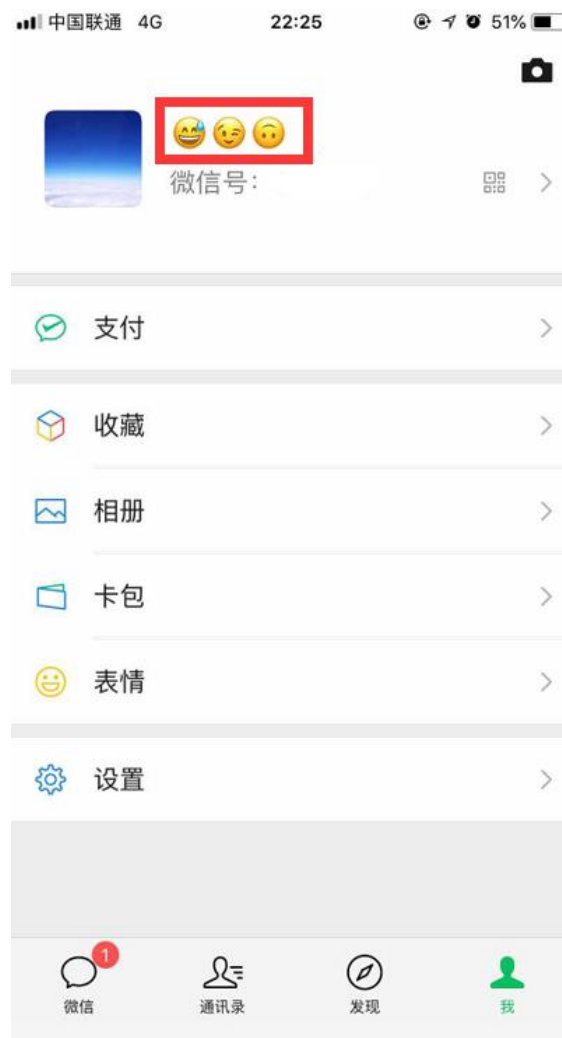 中国联通 4G 22:25 51%
😅😉🙃
微信号:
支付
收藏
相册
卡包
表情
设置
1
微信 通讯录 发现 我